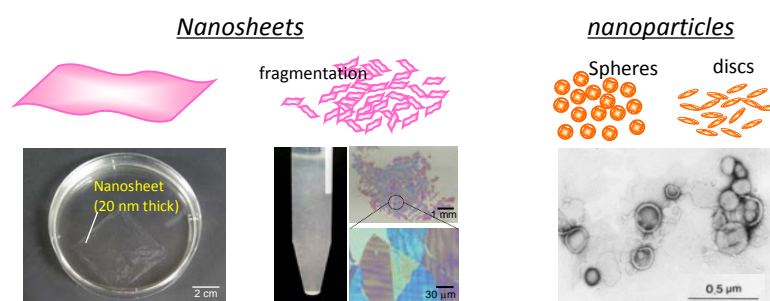 Nanosheets
nanoparticles
fragmentation
Spheres
discs
Nanosheet
(20 nm thick)
2 cm
1 mm
30 μm
0.5 μm